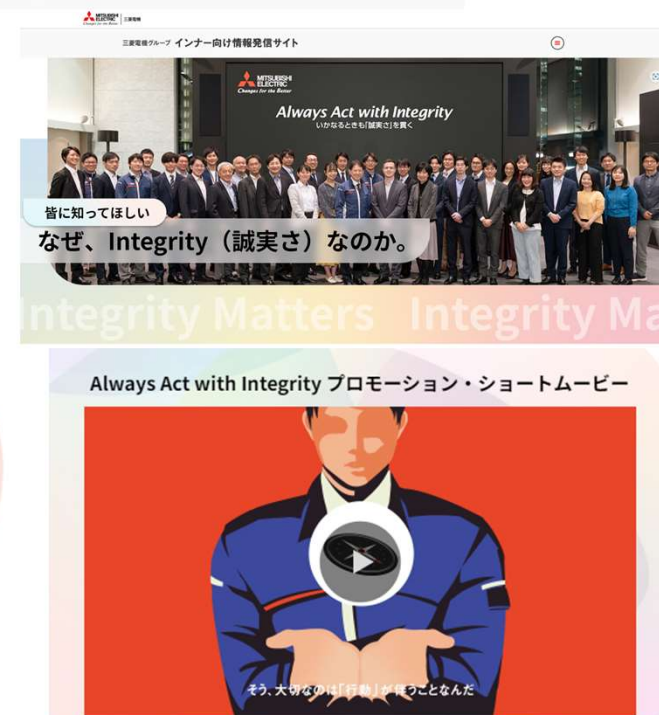 MITSUBISHI
ELECTRIC
Changes for the Better
三菱電機
三菱電機グループ インナー向け情報発信サイト
MITSUBISHI
ELECTRIC
Changes for the Better
Always Act with Integrity
いかなるときも「誠実さ」を貫く
皆に知ってほしい
なぜ、Integrity（誠実さ）なのか。
Integrity Matters Integrity Ma
Always Act with Integrity プロモーション・ショートムービー
そう、大切なのは「行動」が伴うことなんだ